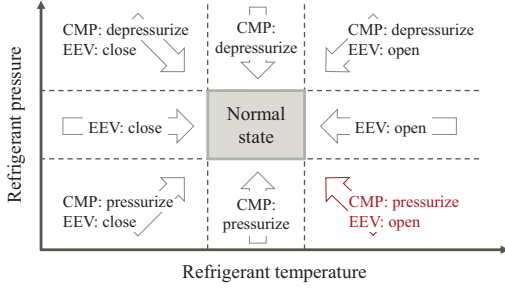 Refrigerant pressure
CMP: depressurize
EEV: close
CMP:
depressurize
CMP: depressurize
EEV: open
EEV: close
Normal
state
EEV: open
CMP: pressurize
EEV: close
CMP:
pressurize
CMP: pressurize
EEV: open
Refrigerant temperature